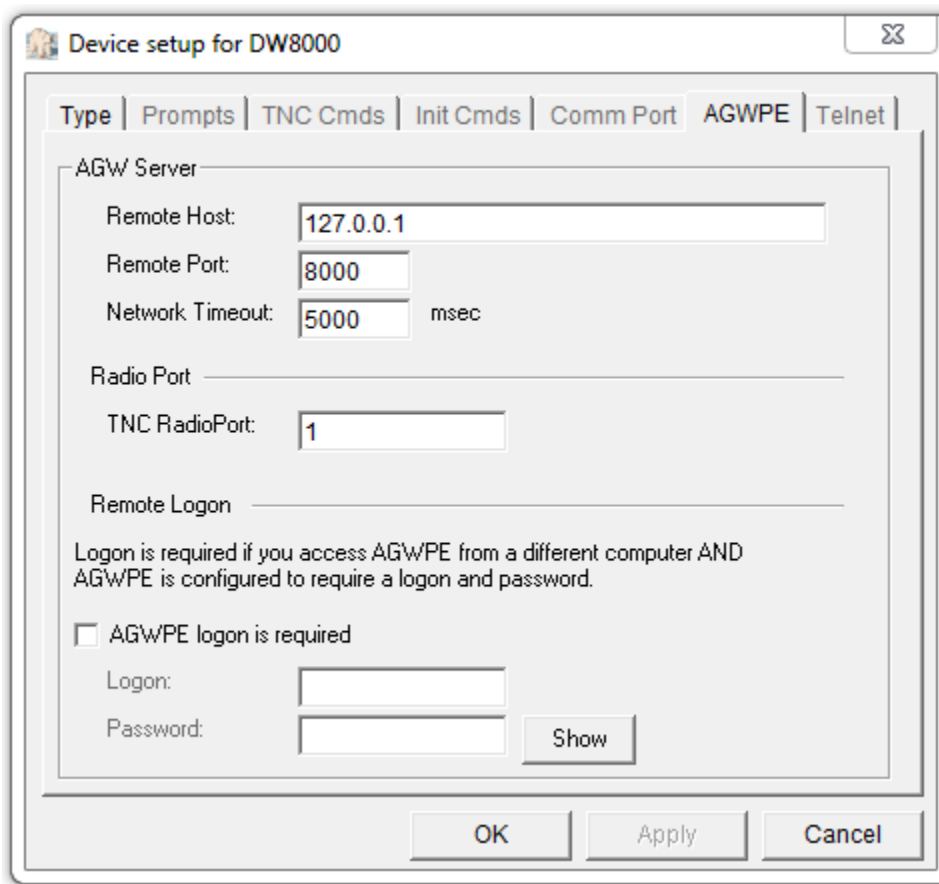 Device setup for DW8000
Type Prompts TNC Cmds Init Cmds Comm Port AGWPE Telnet
AGW Server
Remote Host: 127.0.0.1
Remote Port: 8000
Network Timeout: 5000 msec
Radio Port
TNC RadioPort: 1
Remote Logon
Logon is required if you access AGWPE from a different computer AND
AGWPE is configured to require a logon and password.
AGWPE logon is required
Logon:
Password: Show
OK Apply Cancel